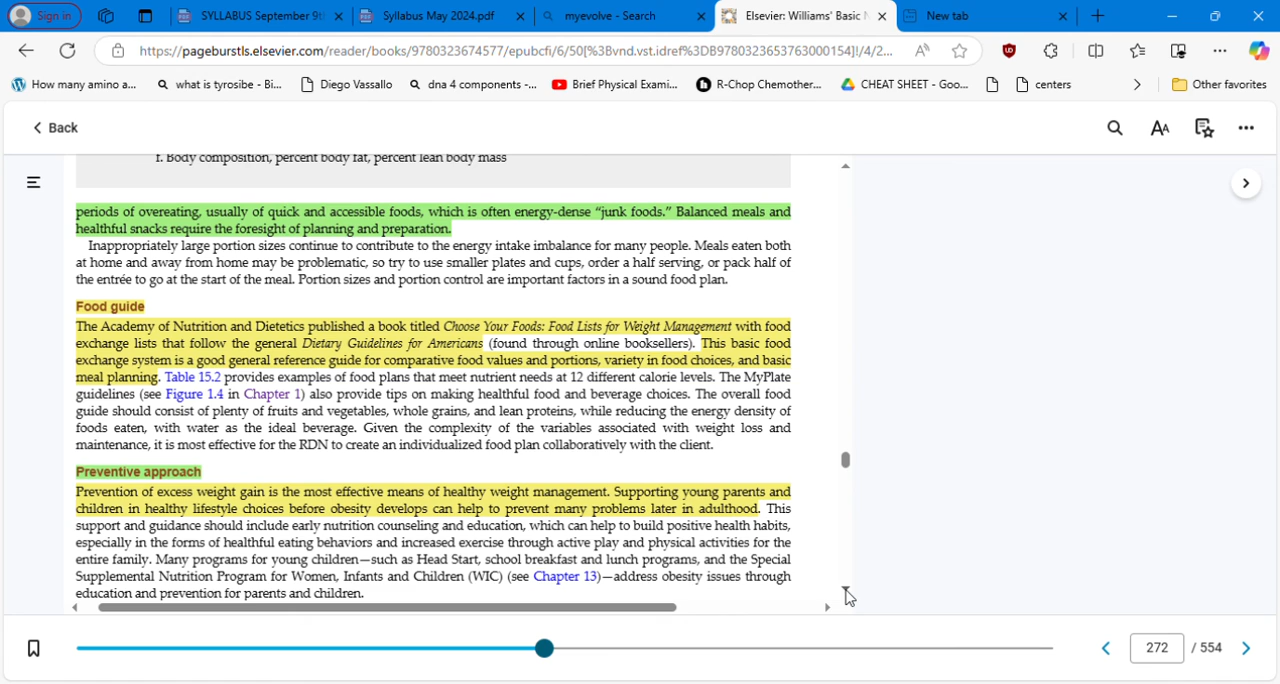 Sign in
SYLLABUS September 9th
Syllabus May 2024.pdf
myevolve - Search
Elsevier: Williams' Basic N
New tab
https://pageburstls.elsevier.com/reader/books/9780323674577/epubcfi/6/50[%3Bvnd.vst.idref%3DB9780323653763000154]!/4/2...
How many amino a...
what is tyrosibe - Bi...
Diego Vassallo
dna 4 components -...
Brief Physical Exami...
R-Chop Chemother...
CHEAT SHEET - Goo...
centers
Other favorites
Back
f. Body composition, percent body fat, percent lean body mass
periods of overeating, usually of quick and accessible foods, which is often energy-dense “junk foods.” Balanced meals and
healthful snacks require the foresight of planning and preparation.
Inappropriately large portion sizes continue to contribute to the energy intake imbalance for many people. Meals eaten both
at home and away from home may be problematic, so try to use smaller plates and cups, order a half serving, or pack half of
the entrée to go at the start of the meal. Portion sizes and portion control are important factors in a sound food plan.
Food guide
The Academy of Nutrition and Dietetics published a book titled Choose Your Foods: Food Lists for Weight Management with food
exchange lists that follow the general Dietary Guidelines for Americans (found through online booksellers). This basic food
exchange system is a good general reference guide for comparative food values and portions, variety in food choices, and basic
meal planning. Table 15.2 provides examples of food plans that meet nutrient needs at 12 different calorie levels. The MyPlate
guidelines (see Figure 1.4 in Chapter 1) also provide tips on making healthful food and beverage choices. The overall food
guide should consist of plenty of fruits and vegetables, whole grains, and lean proteins, while reducing the energy density of
foods eaten, with water as the ideal beverage. Given the complexity of the variables associated with weight loss and
maintenance, it is most effective for the RDN to create an individualized food plan collaboratively with the client.
Preventive approach
Prevention of excess weight gain is the most effective means of healthy weight management. Supporting young parents and
children in healthy lifestyle choices before obesity develops can help to prevent many problems later in adulthood. This
support and guidance should include early nutrition counseling and education, which can help to build positive health habits,
especially in the forms of healthful eating behaviors and increased exercise through active play and physical activities for the
entire family. Many programs for young children—such as Head Start, school breakfast and lunch programs, and the Special
Supplemental Nutrition Program for Women, Infants and Children (WIC) (see Chapter 13)—address obesity issues through
education and prevention for parents and children.
272 / 554